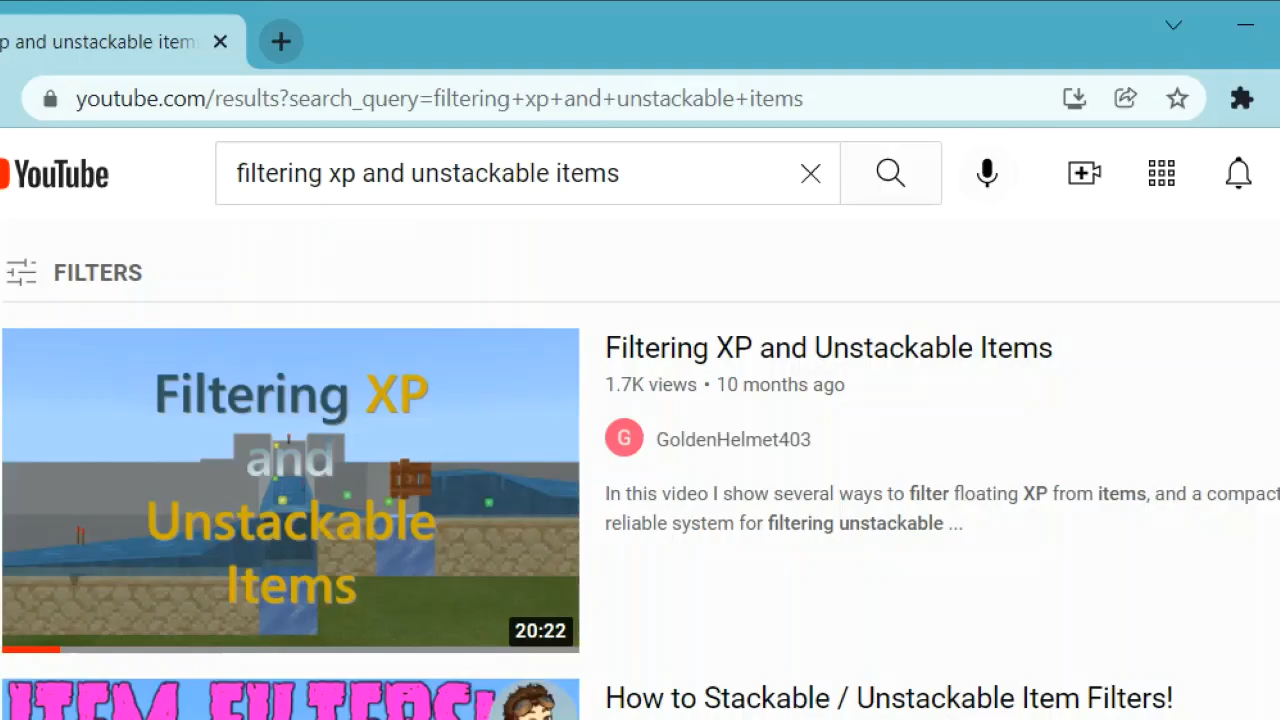 p and unstackable item
youtube.com/results?search_query=filtering+xp+and+unstackable+items
YouTube
filtering xp and unstackable items
FILTERS
Filtering XP
and
Unstackable
Items
20:22
Filtering XP and Unstackable Items
1.7K views • 10 months ago
G
GoldenHelmet403
In this video I show several ways to filter floating XP from items, and a compact
reliable system for filtering unstackable ...
ITEM FILTERS!
How to Stackable / Unstackable Item Filters!